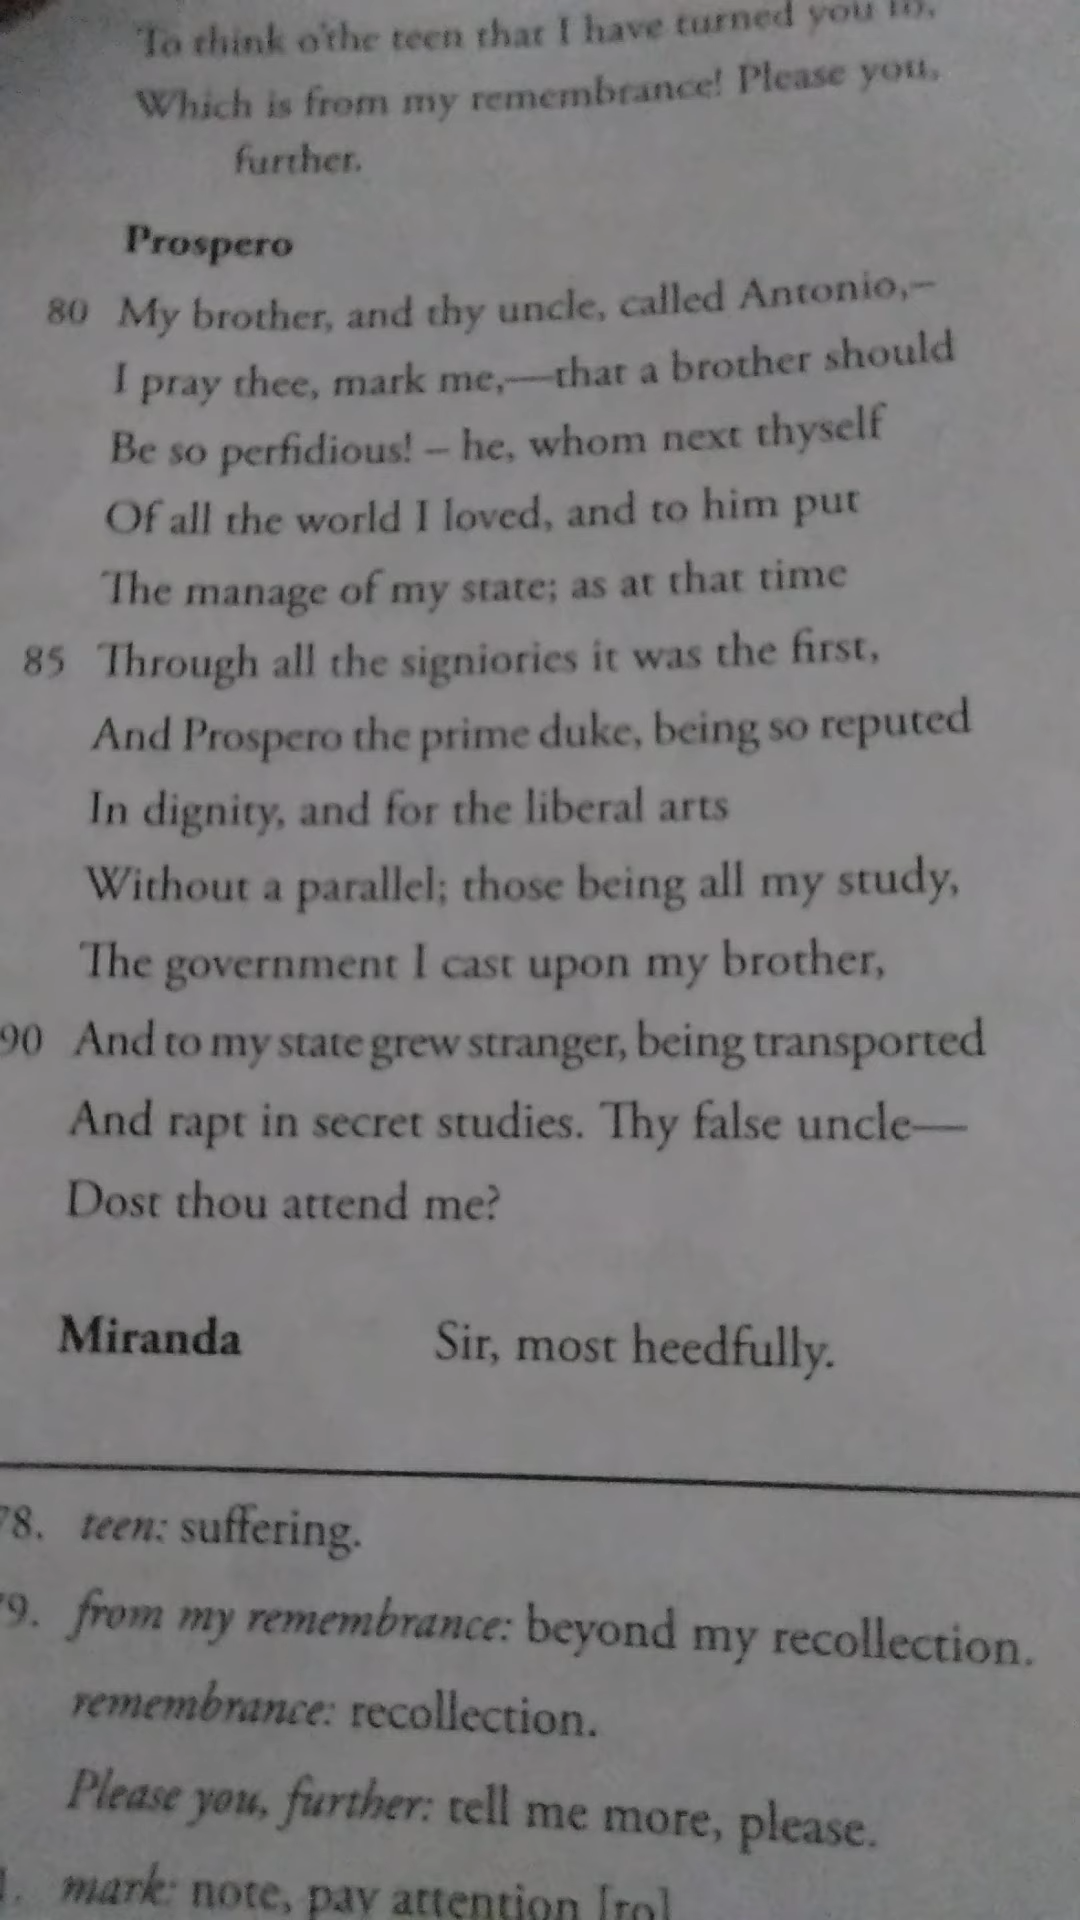 To think o'the teen that I have turned you to,
Which is from my remembrance! Please you,
further.
Prospero
80 My brother, and thy uncle, called Antonio,–
I pray thee, mark me,—that a brother should
Be so perfidious! – he, whom next thyself
Of all the world I loved, and to him put
The manage of my state; as at that time
85 Through all the signiories it was the first,
And Prospero the prime duke, being so reputed
In dignity, and for the liberal arts
Without a parallel; those being all my study,
The government I cast upon my brother,
90 And to my state grew stranger, being transported
And rapt in secret studies. Thy false uncle—
Dost thou attend me?
Miranda Sir, most heedfully.
78. teen: suffering.
79. from my remembrance: beyond my recollection.
remembrance: recollection.
Please you, further: tell me more, please.
mark: note, pay attention [to]